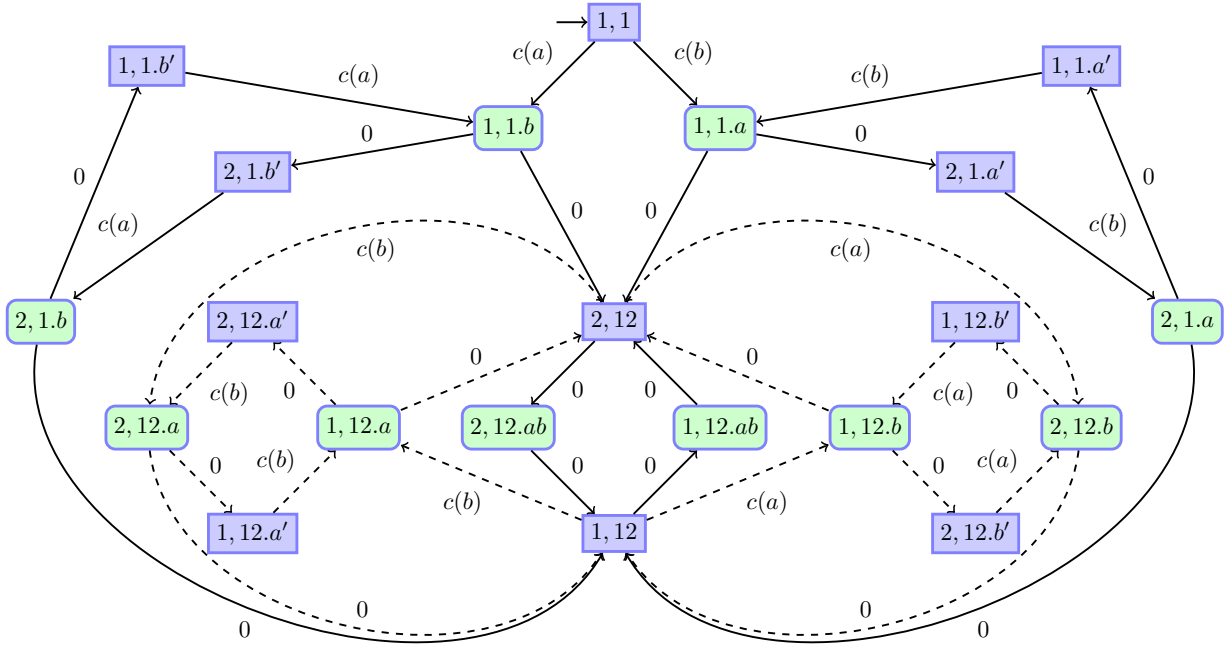 1, 1
1, 1.b′
c(a)
c(a)
c(b)
c(b)
1, 1.a′
1, 1.b
1, 1.a
0
0
2, 1.b′
2, 1.a′
0
c(a)
0
0
c(b)
0
c(b)
c(a)
2, 1.b
2, 12.a′
2, 12
1, 12.b′
2, 1.a
0
0
c(b)
0
0
0
c(a)
0
2, 12.a
1, 12.a
2, 12.ab
1, 12.ab
1, 12.b
2, 12.b
0
c(b)
0
0
0
c(a)
c(b)
c(a)
1, 12.a′
1, 12
2, 12.b′
0
0
0
0